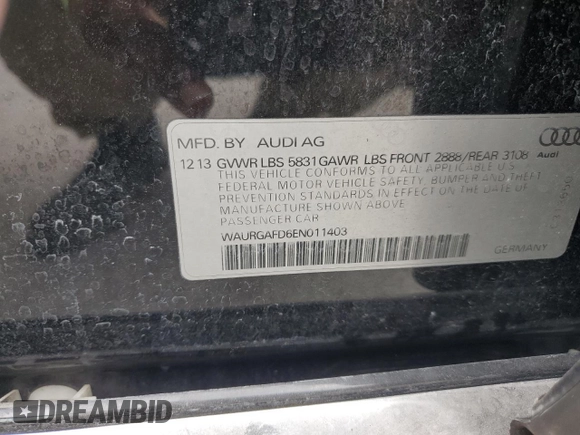 MFD. BY AUDI AG
12 13 GVWR LBS 5831 GAWR LBS FRONT 2888/REAR 3108
THIS VEHICLE CONFORMS TO ALL APPLICABLE U.S.
FEDERAL MOTOR VEHICLE SAFETY, BUMPER AND THEFT
PREVENTION STANDARDS IN EFFECT ON THE DATE OF
MANUFACTURE SHOWN ABOVE.
PASSENGER CAR
WAURGAFD6EN011403
Audi
GERMANY
DREAMBID